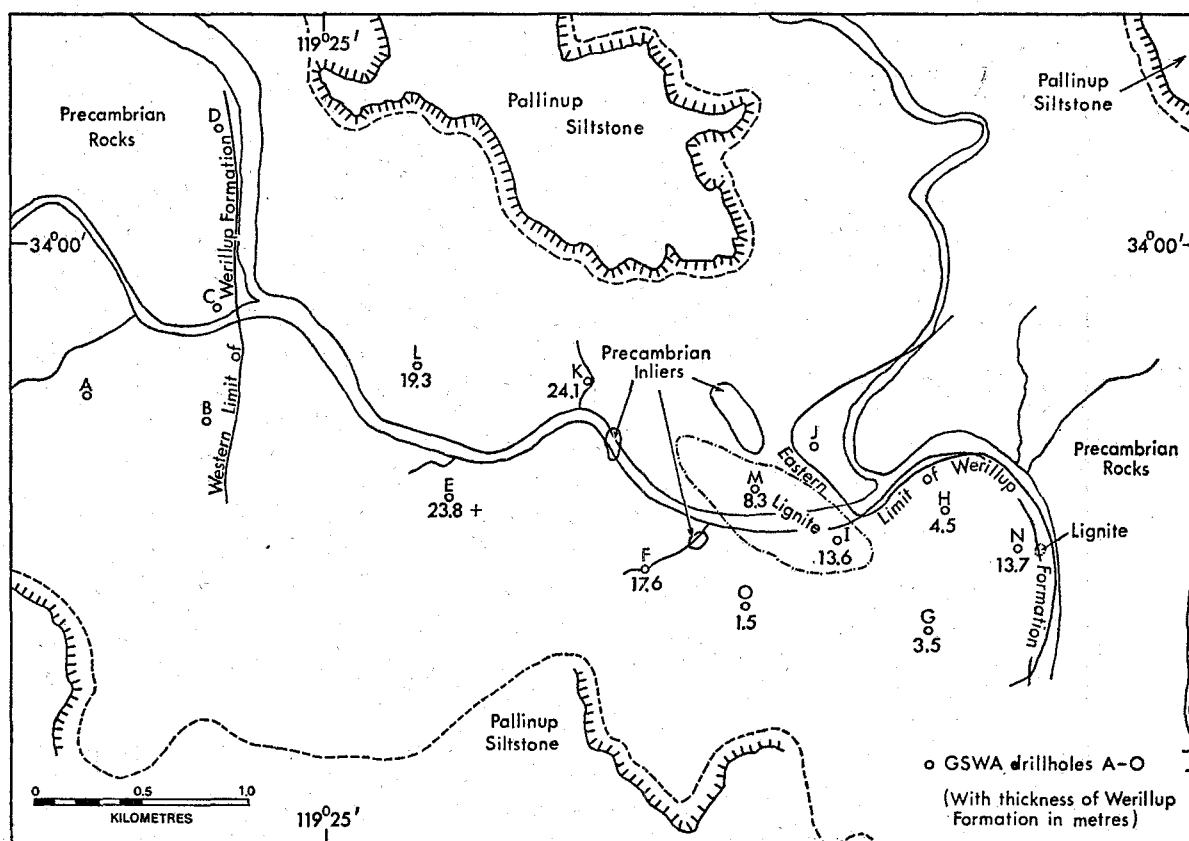 119°25'
Precambrian
Rocks
D
Pallinup
Siltstone
Pallinup
Siltstone
34°00'
34°00'
Western Limit of Werillup Formation
C
A
B
L
19.3
K
24.1
Precambrian
Inliers
J
E
23.8 +
M
8.3
Lignite
Eastern Limit of Werillup Formation
Precambrian
Rocks
H
4.5
I
13.6
N
13.7
Lignite
F
17.6
O
1.5
G
3.5
Pallinup
Siltstone
0 0.5 1.0
KILOMETRES
119°25'
GSWA drillholes A-O
(With thickness of Werillup
Formation in metres)